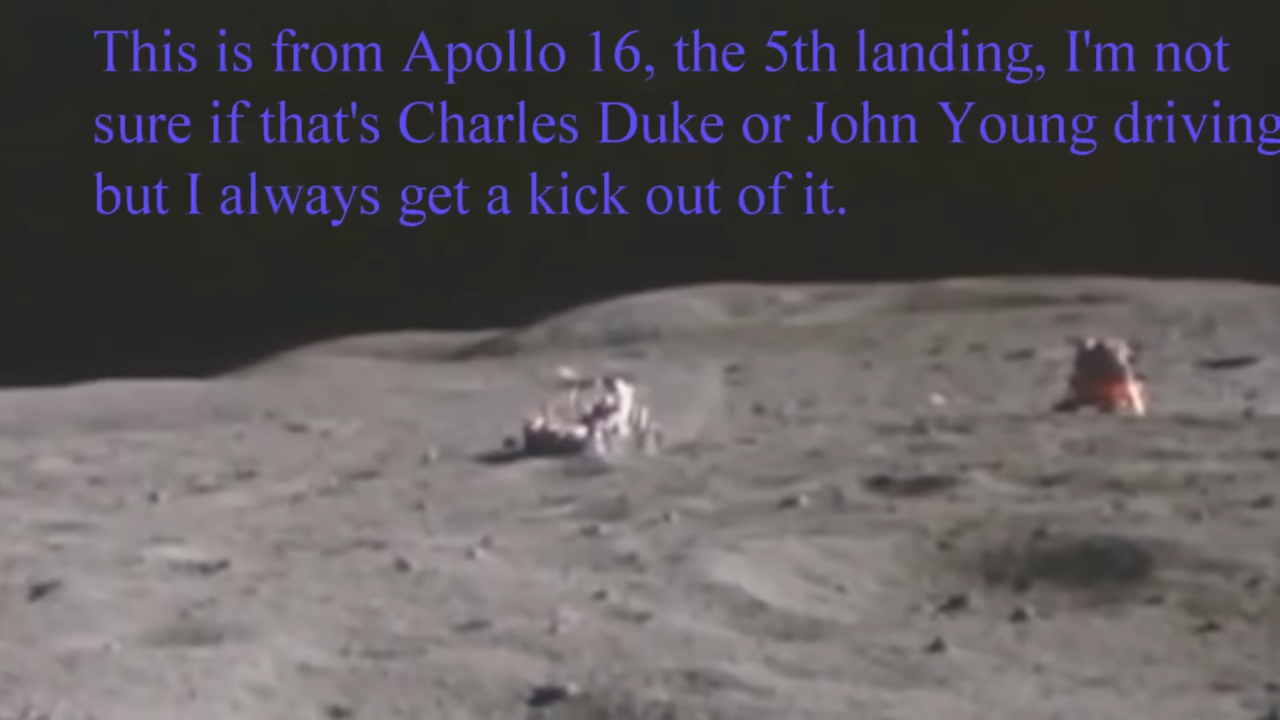 This is from Apollo 16, the 5th landing, I'm not
sure if that's Charles Duke or John Young driving
but I always get a kick out of it.